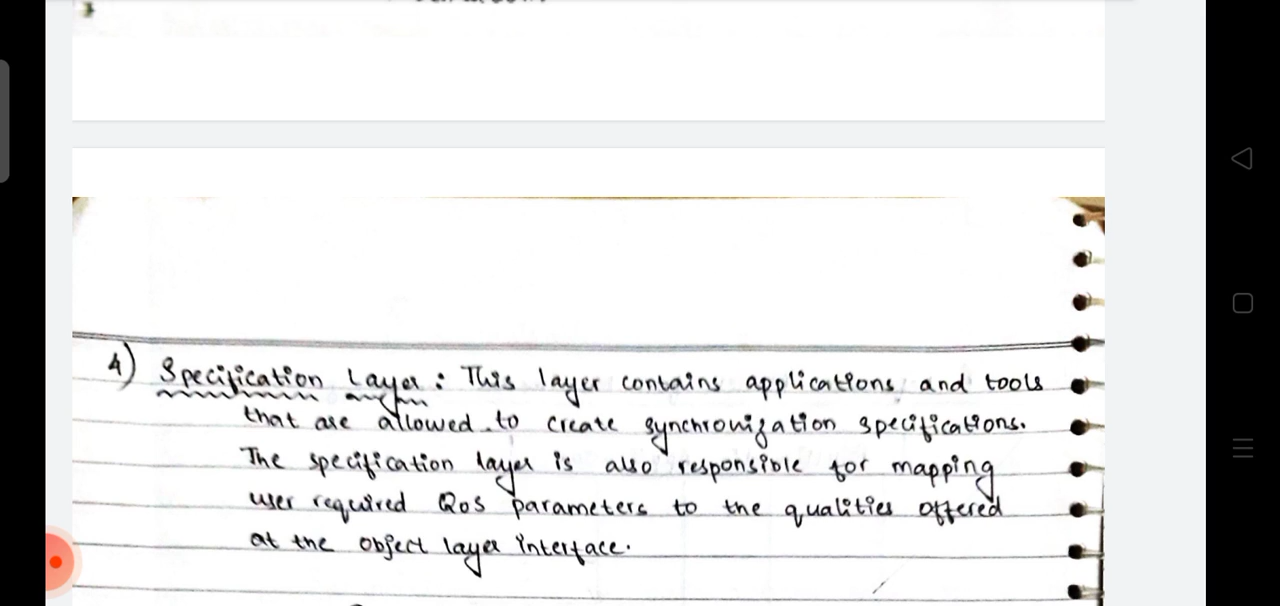 4) Specification Layer : This layer contains applications and tools
that are allowed to create synchronization specifications.
The specification layer is also responsible for mapping
user required QoS parameters to the qualities offered
at the object layer interface.